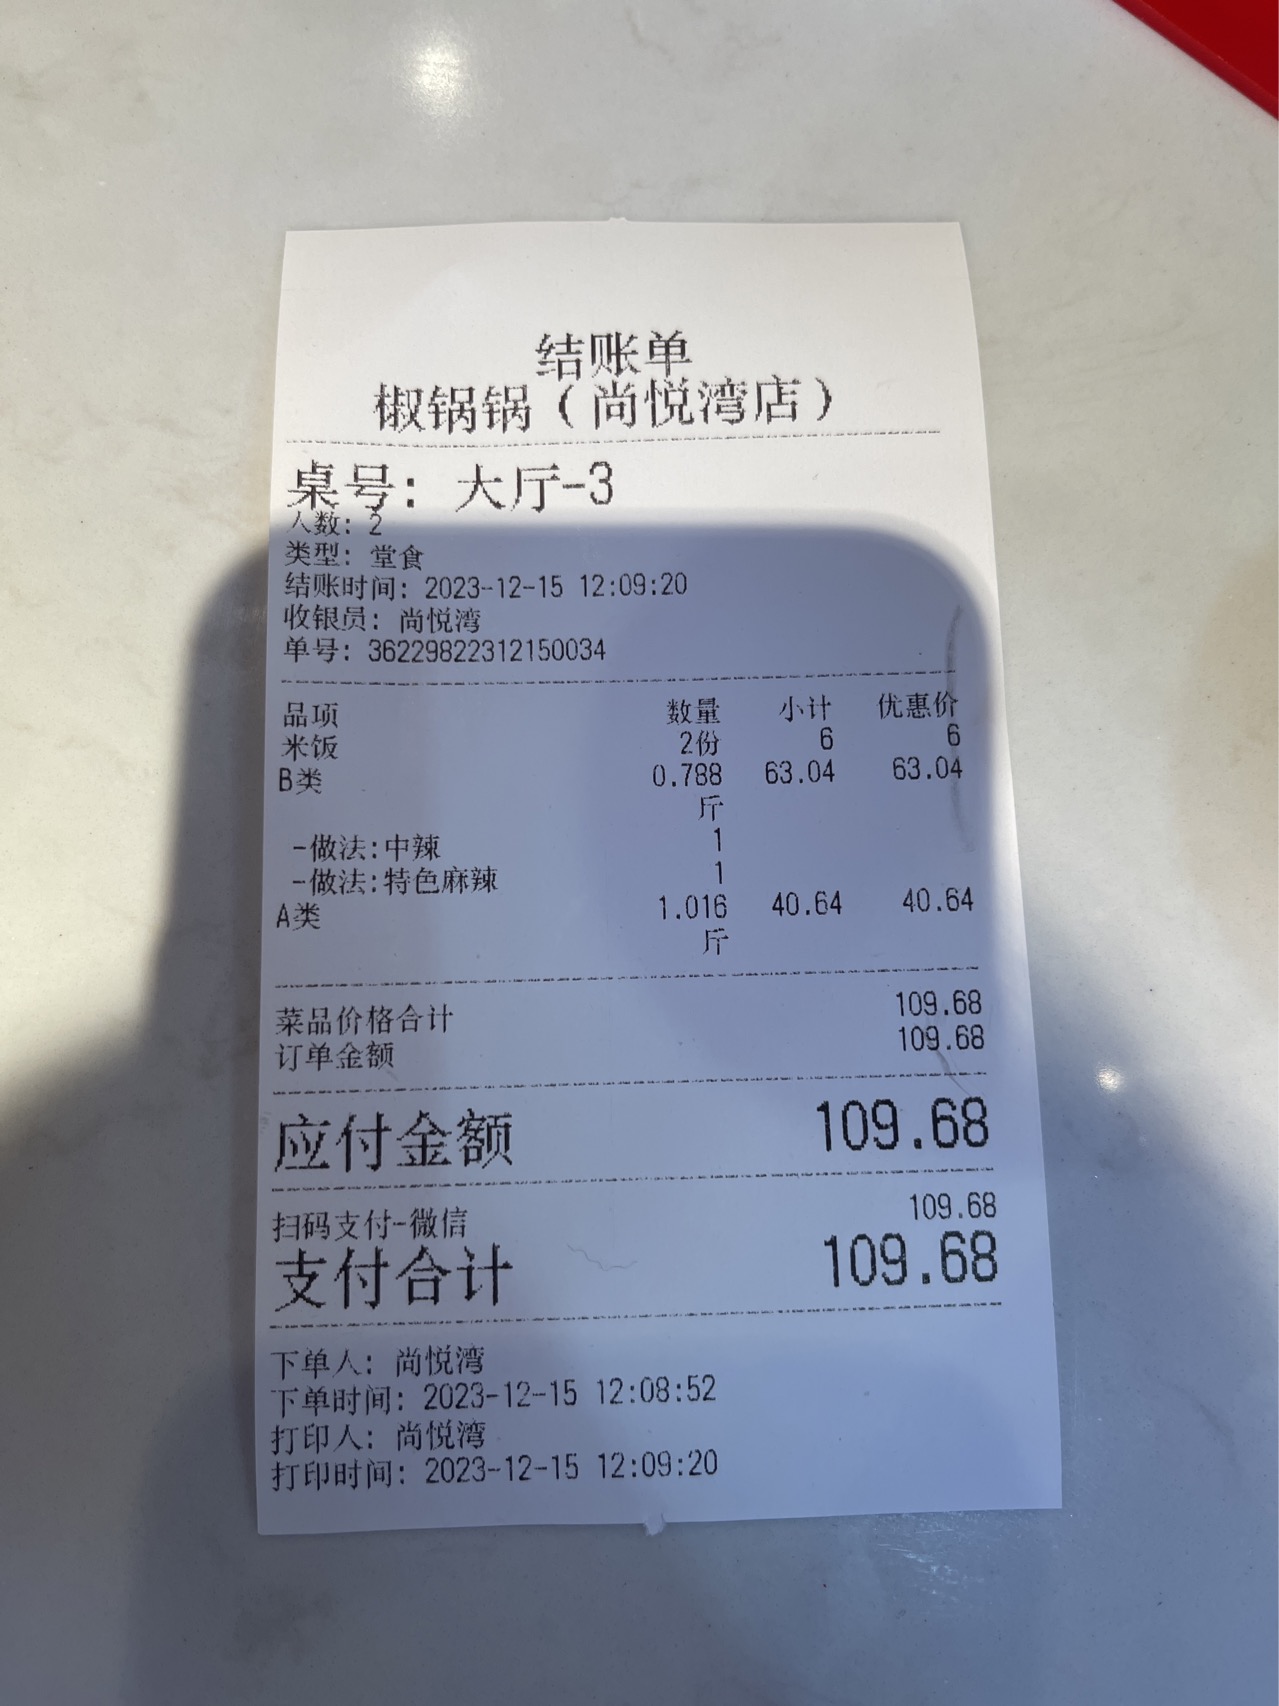 结账单
椒锅锅（尚悦湾店）
桌号：大厅-3
人数：2
类型：堂食
结账时间：2023-12-15 12:09:20
收银员：尚悦湾
单号：36229822312150034
品项 数量 小计 优惠价
米饭 2份 6 6
B类 0.788 63.04 63.04
斤
-做法:中辣 1
-做法:特色麻辣 1
A类 1.016 40.64 40.64
斤
菜品价格合计 109.68
订单金额 109.68
应付金额 109.68
扫码支付-微信 109.68
支付合计 109.68
下单人：尚悦湾
下单时间：2023-12-15 12:08:52
打印人：尚悦湾
打印时间：2023-12-15 12:09:20